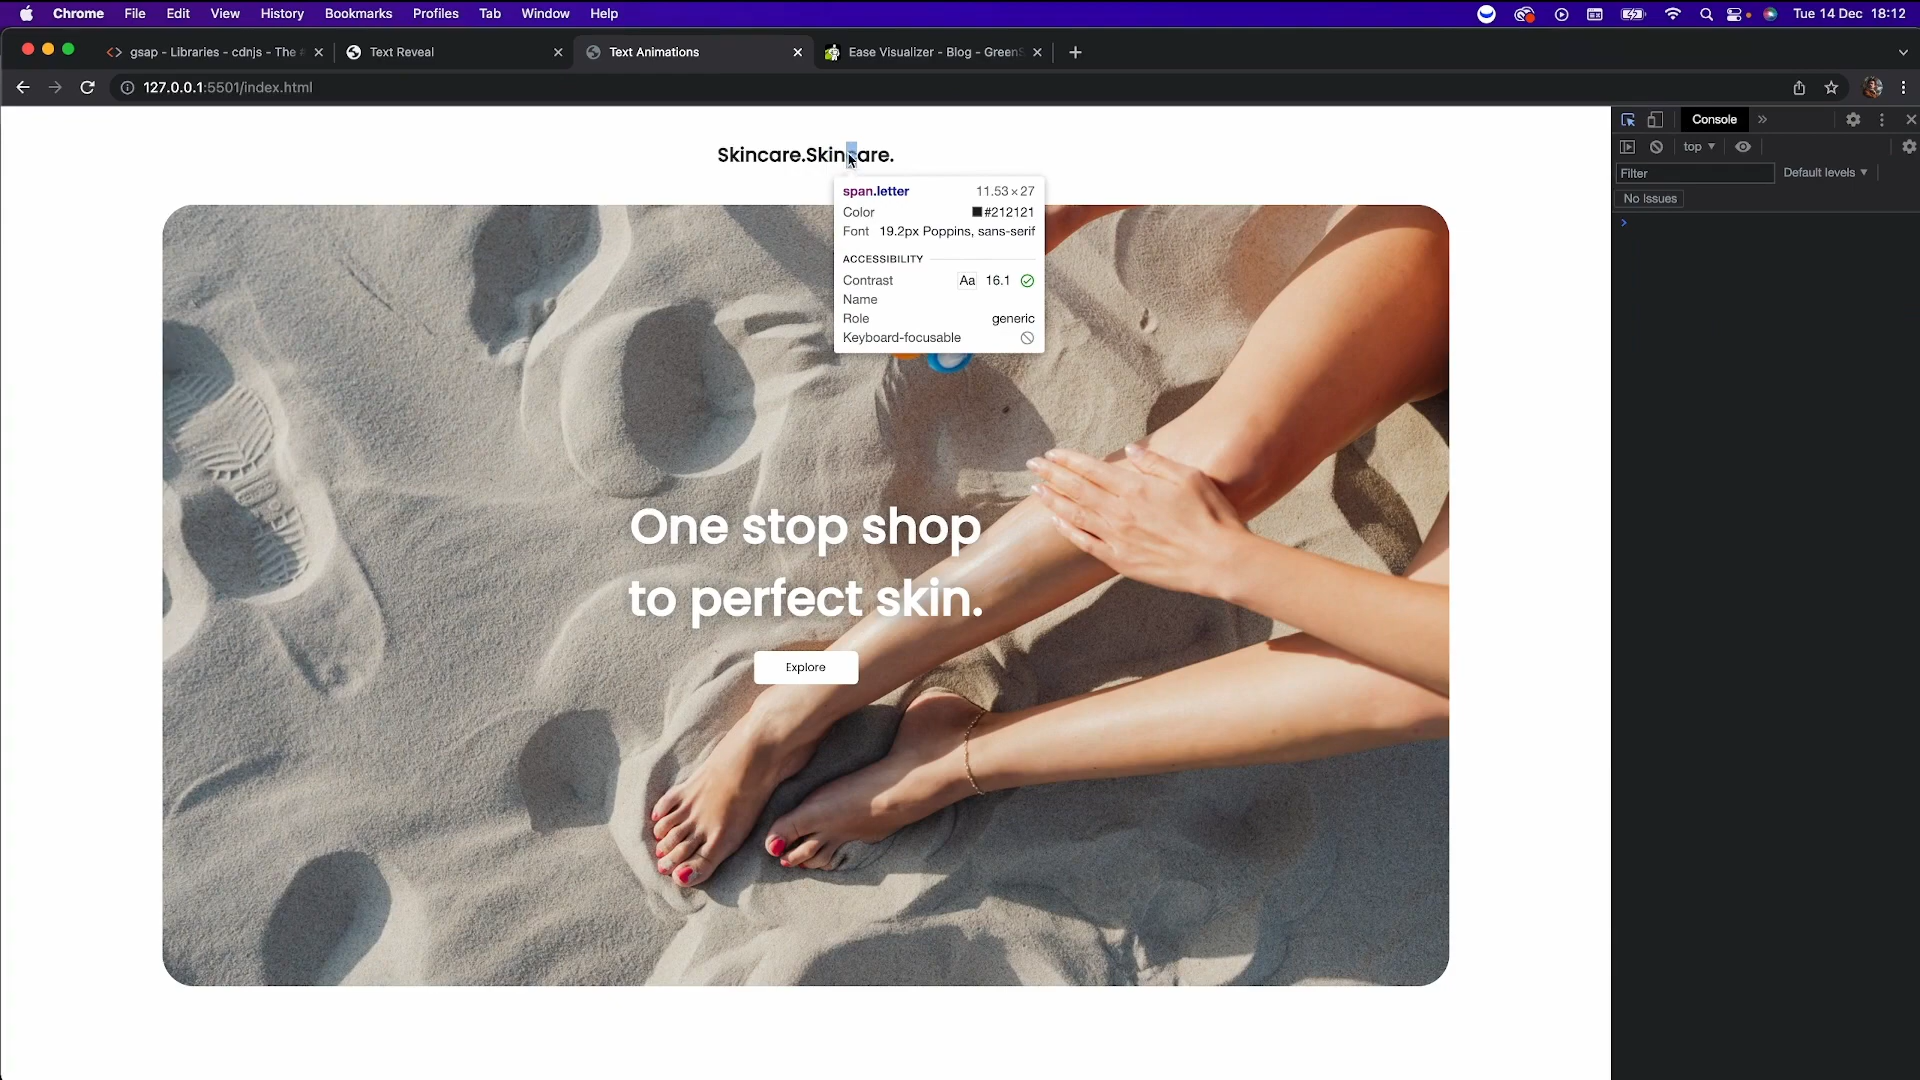 Chrome File Edit View History Bookmarks Profiles Tab Window Help Tue 14 Dec 18:12
gsap - Libraries - cdnjs - The Text Reveal Text Animations Ease Visualizer - Blog - GreenS
127.0.0.1:5501/index.html
Console
top
Filter Default levels
No Issues
Skincare.Skincare.
span.letter 11.53×27
Color #212121
Font 19.2px Poppins, sans-serif
ACCESSIBILITY
Contrast Aa 16.1
Name
Role generic
Keyboard-focusable
One stop shop
to perfect skin.
Explore